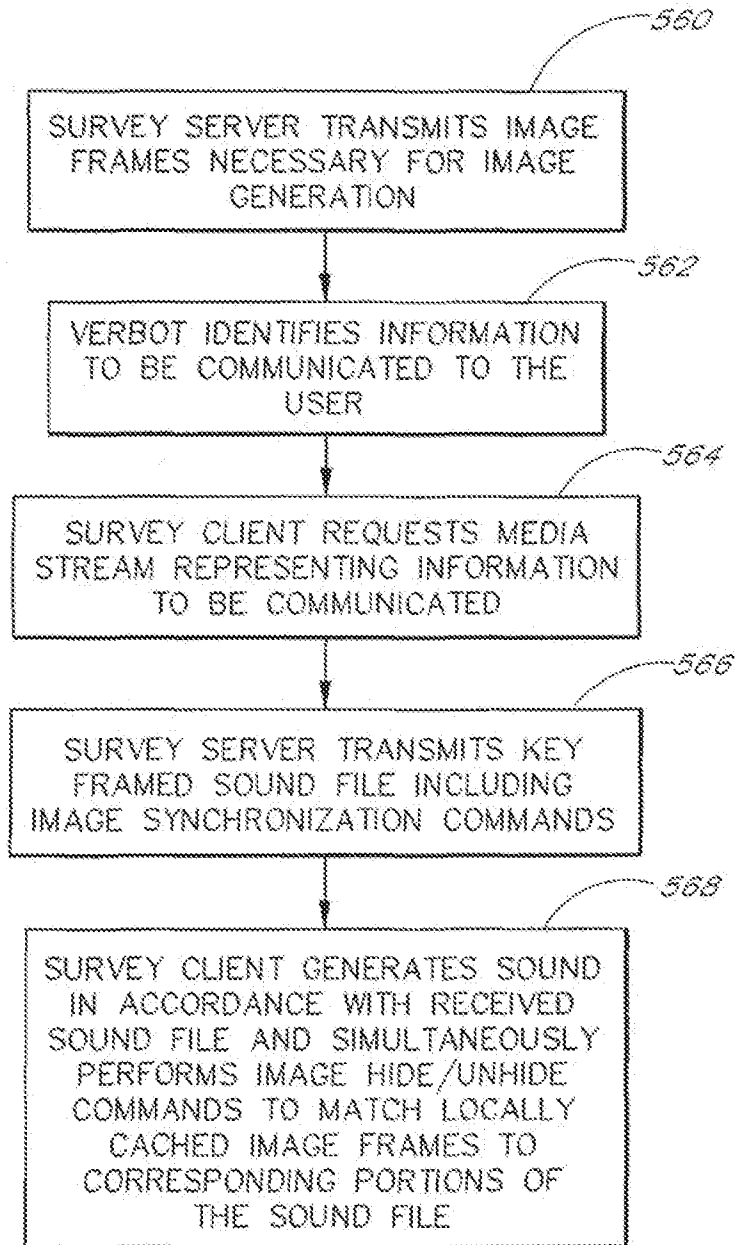 560
SURVEY SERVER TRANSMITS IMAGE
FRAMES NECESSARY FOR IMAGE
GENERATION
562
VERBOT IDENTIFIES INFORMATION
TO BE COMMUNICATED TO THE
USER
564
SURVEY CLIENT REQUESTS MEDIA
STREAM REPRESENTING INFORMATION
TO BE COMMUNICATED
566
SURVEY SERVER TRANSMITS KEY
FRAMED SOUND FILE INCLUDING
IMAGE SYNCHRONIZATION COMMANDS
568
SURVEY CLIENT GENERATES SOUND
IN ACCORDANCE WITH RECEIVED
SOUND FILE AND SIMULTANEOUSLY
PERFORMS IMAGE HIDE/UNHIDE
COMMANDS TO MATCH LOCALLY
CACHED IMAGE FRAMES TO
CORRESPONDING PORTIONS OF
THE SOUND FILE